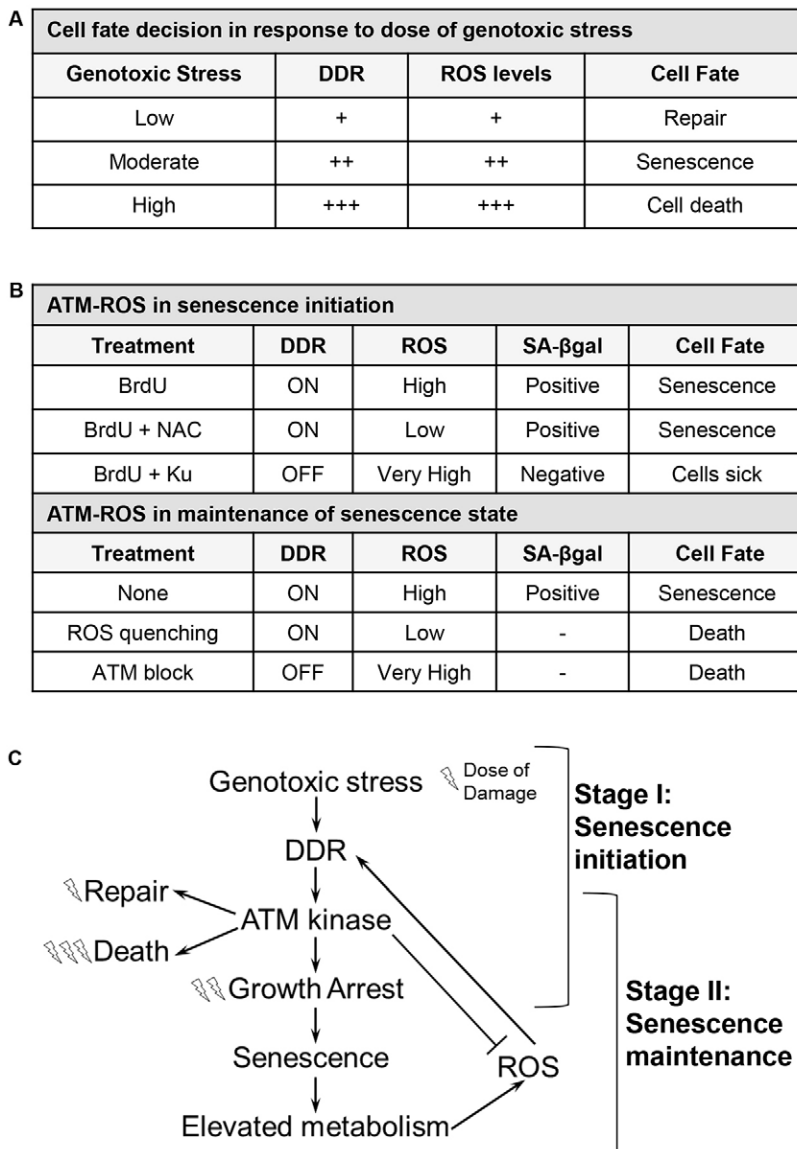 A
Cell fate decision in response to dose of genotoxic stress
Genotoxic Stress DDR ROS levels Cell Fate
Low + + Repair
Moderate ++ ++ Senescence
High +++ +++ Cell death
B
ATM-ROS in senescence initiation
Treatment DDR ROS SA-βgal Cell Fate
BrdU ON High Positive Senescence
BrdU + NAC ON Low Positive Senescence
BrdU + Ku OFF Very High Negative Cells sick
ATM-ROS in maintenance of senescence state
Treatment DDR ROS SA-βgal Cell Fate
None ON High Positive Senescence
ROS quenching ON Low - Death
ATM block OFF Very High - Death
C
Genotoxic stress
Dose of
Damage
Stage I:
Senescence
initiation
DDR
Repair
ATM kinase
Death
Growth Arrest
Stage II:
Senescence
maintenance
Senescence
ROS
Elevated metabolism